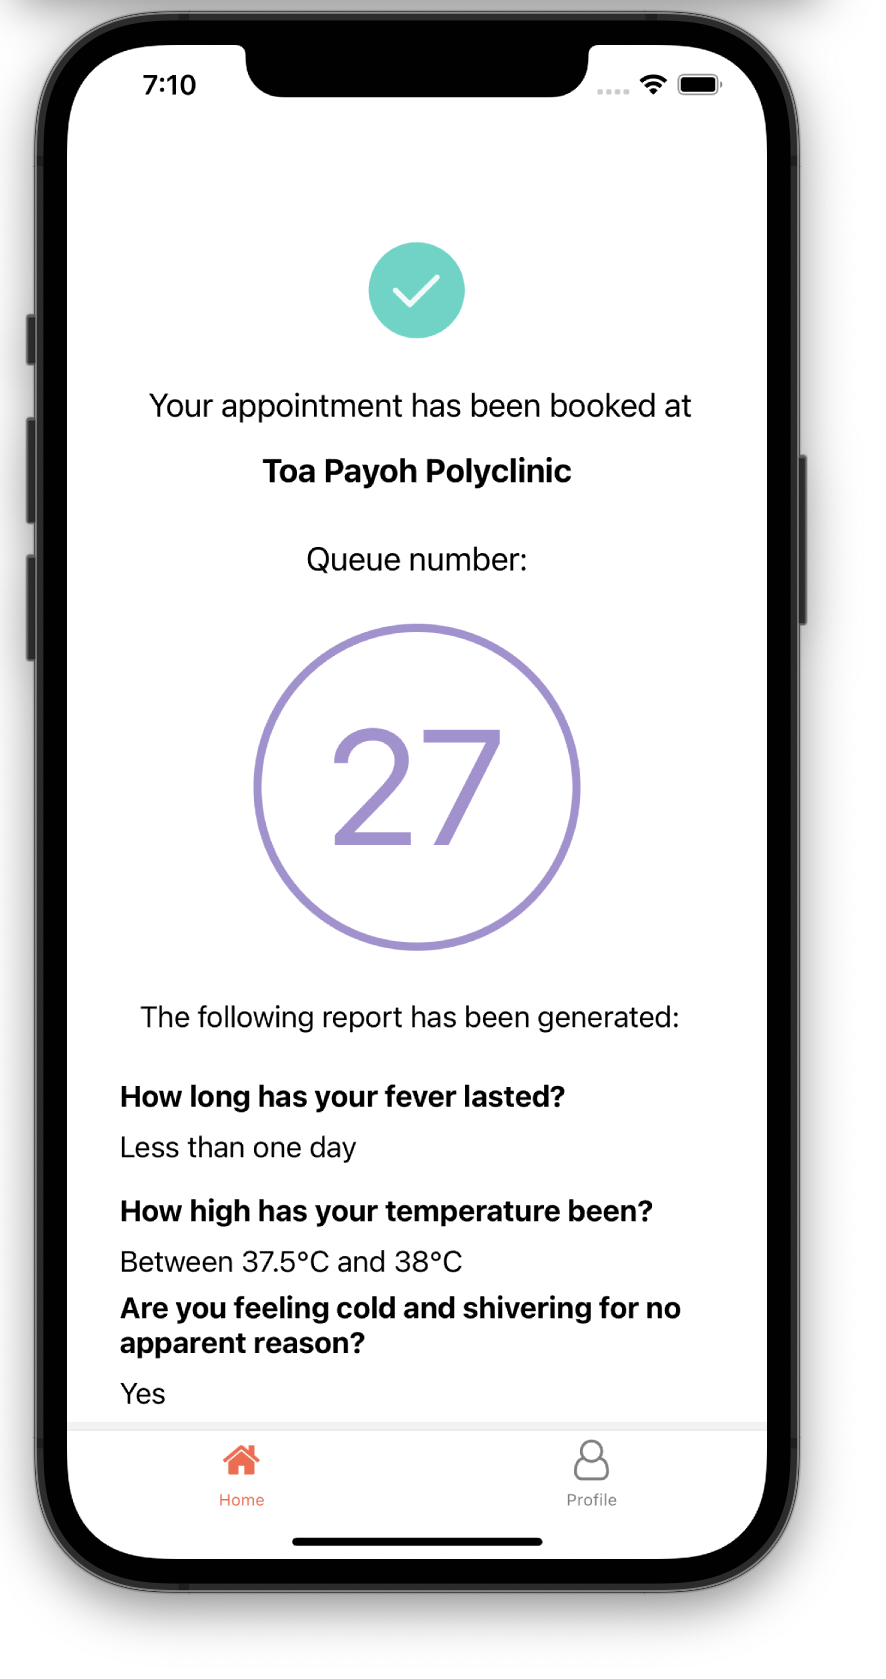 7:10
Your appointment has been booked at
Toa Payoh Polyclinic
Queue number:
27
The following report has been generated:
How long has your fever lasted?
Less than one day
How high has your temperature been?
Between 37.5°C and 38°C
Are you feeling cold and shivering for no
apparent reason?
Yes
Home
Profile